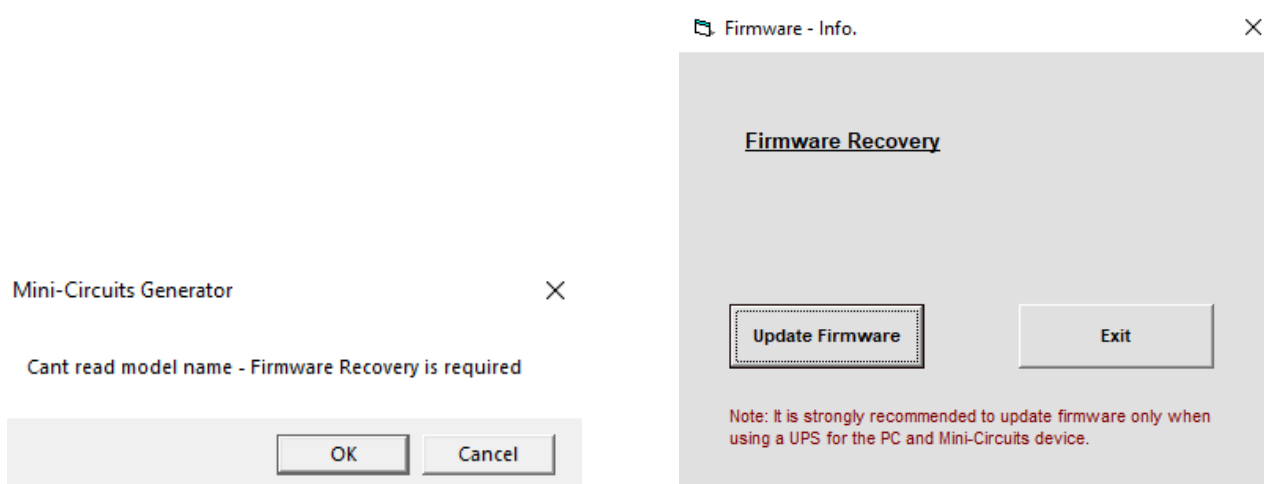 Mini-Circuits Generator
Cant read model name - Firmware Recovery is required
OK
Cancel
Firmware - Info.
Firmware Recovery
Update Firmware
Exit
Note: It is strongly recommended to update firmware only when
using a UPS for the PC and Mini-Circuits device.